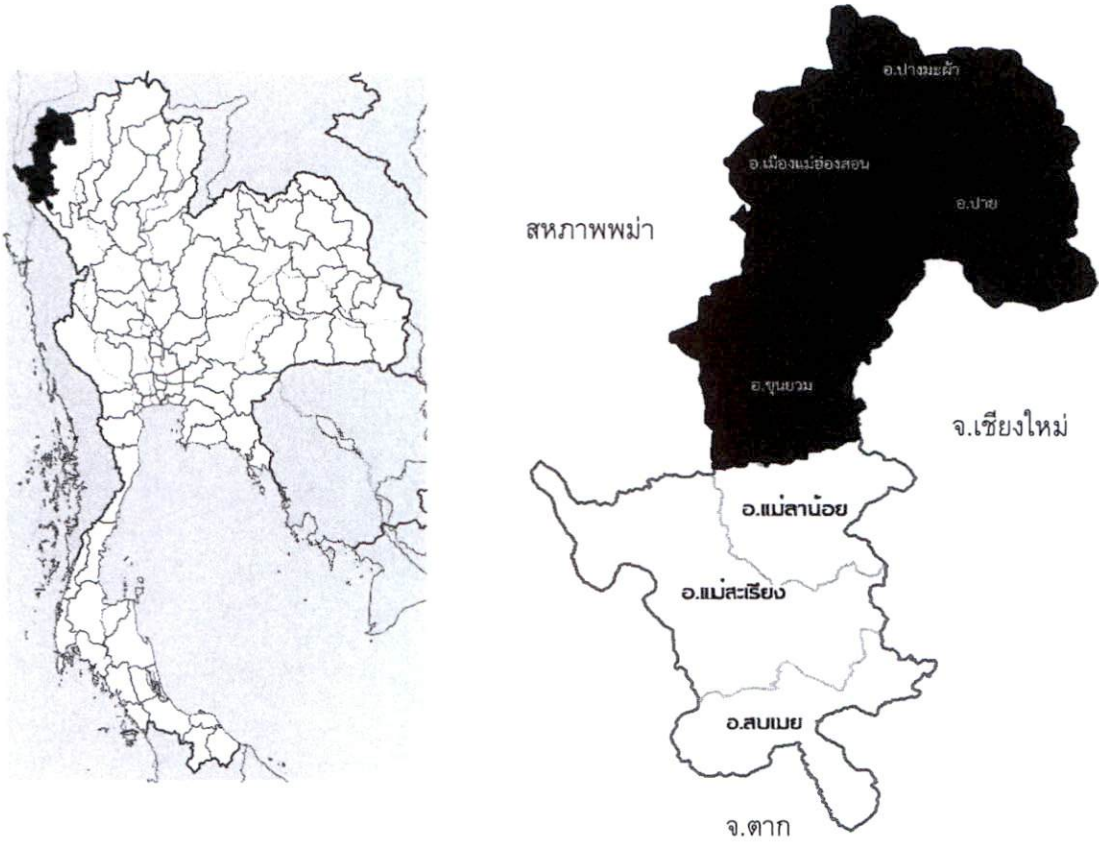 อ.ปางมะผ้า
อ.เมืองแม่ฮ่องสอน
อ.ปาย
สหภาพพม่า
อ.ขุนยวม
จ.เชียงใหม่
อ.แม่ลาน้อย
อ.แม่สะเรียง
อ.สบเมย
จ.ตาก